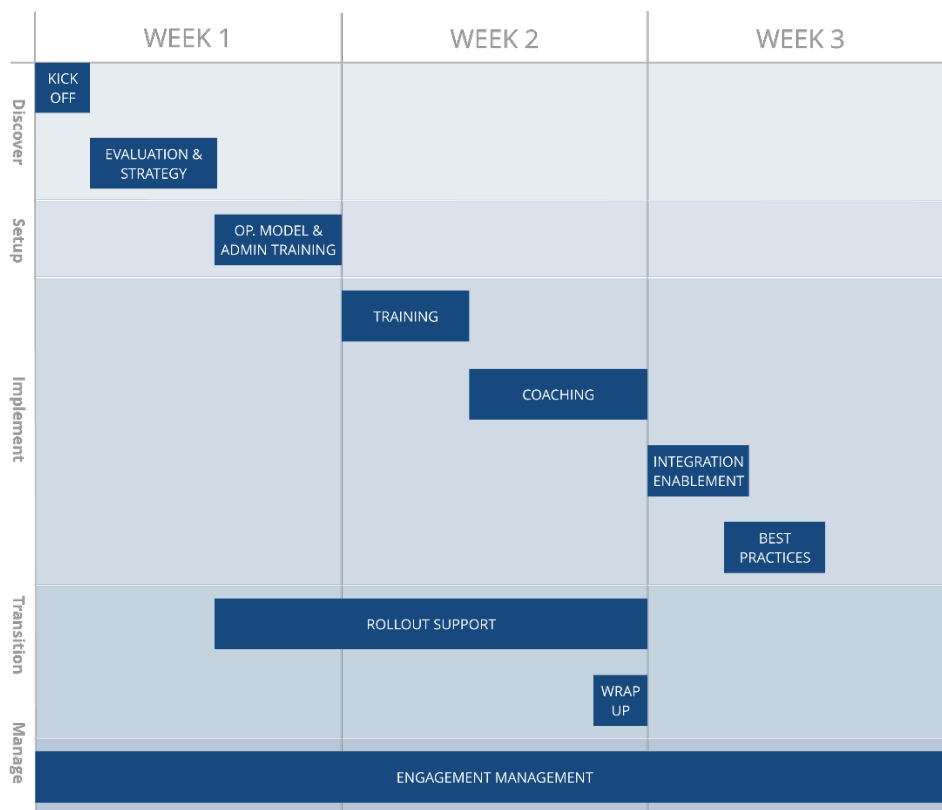 WEEK 1
WEEK 2
WEEK 3
Discover
KICK
OFF
EVALUATION &
STRATEGY
Setup
OP. MODEL &
ADMIN TRAINING
Implement
TRAINING
COACHING
INTEGRATION
ENABLEMENT
BEST
PRACTICES
Transition
ROLLOUT SUPPORT
WRAP
UP
Manage
ENGAGEMENT MANAGEMENT